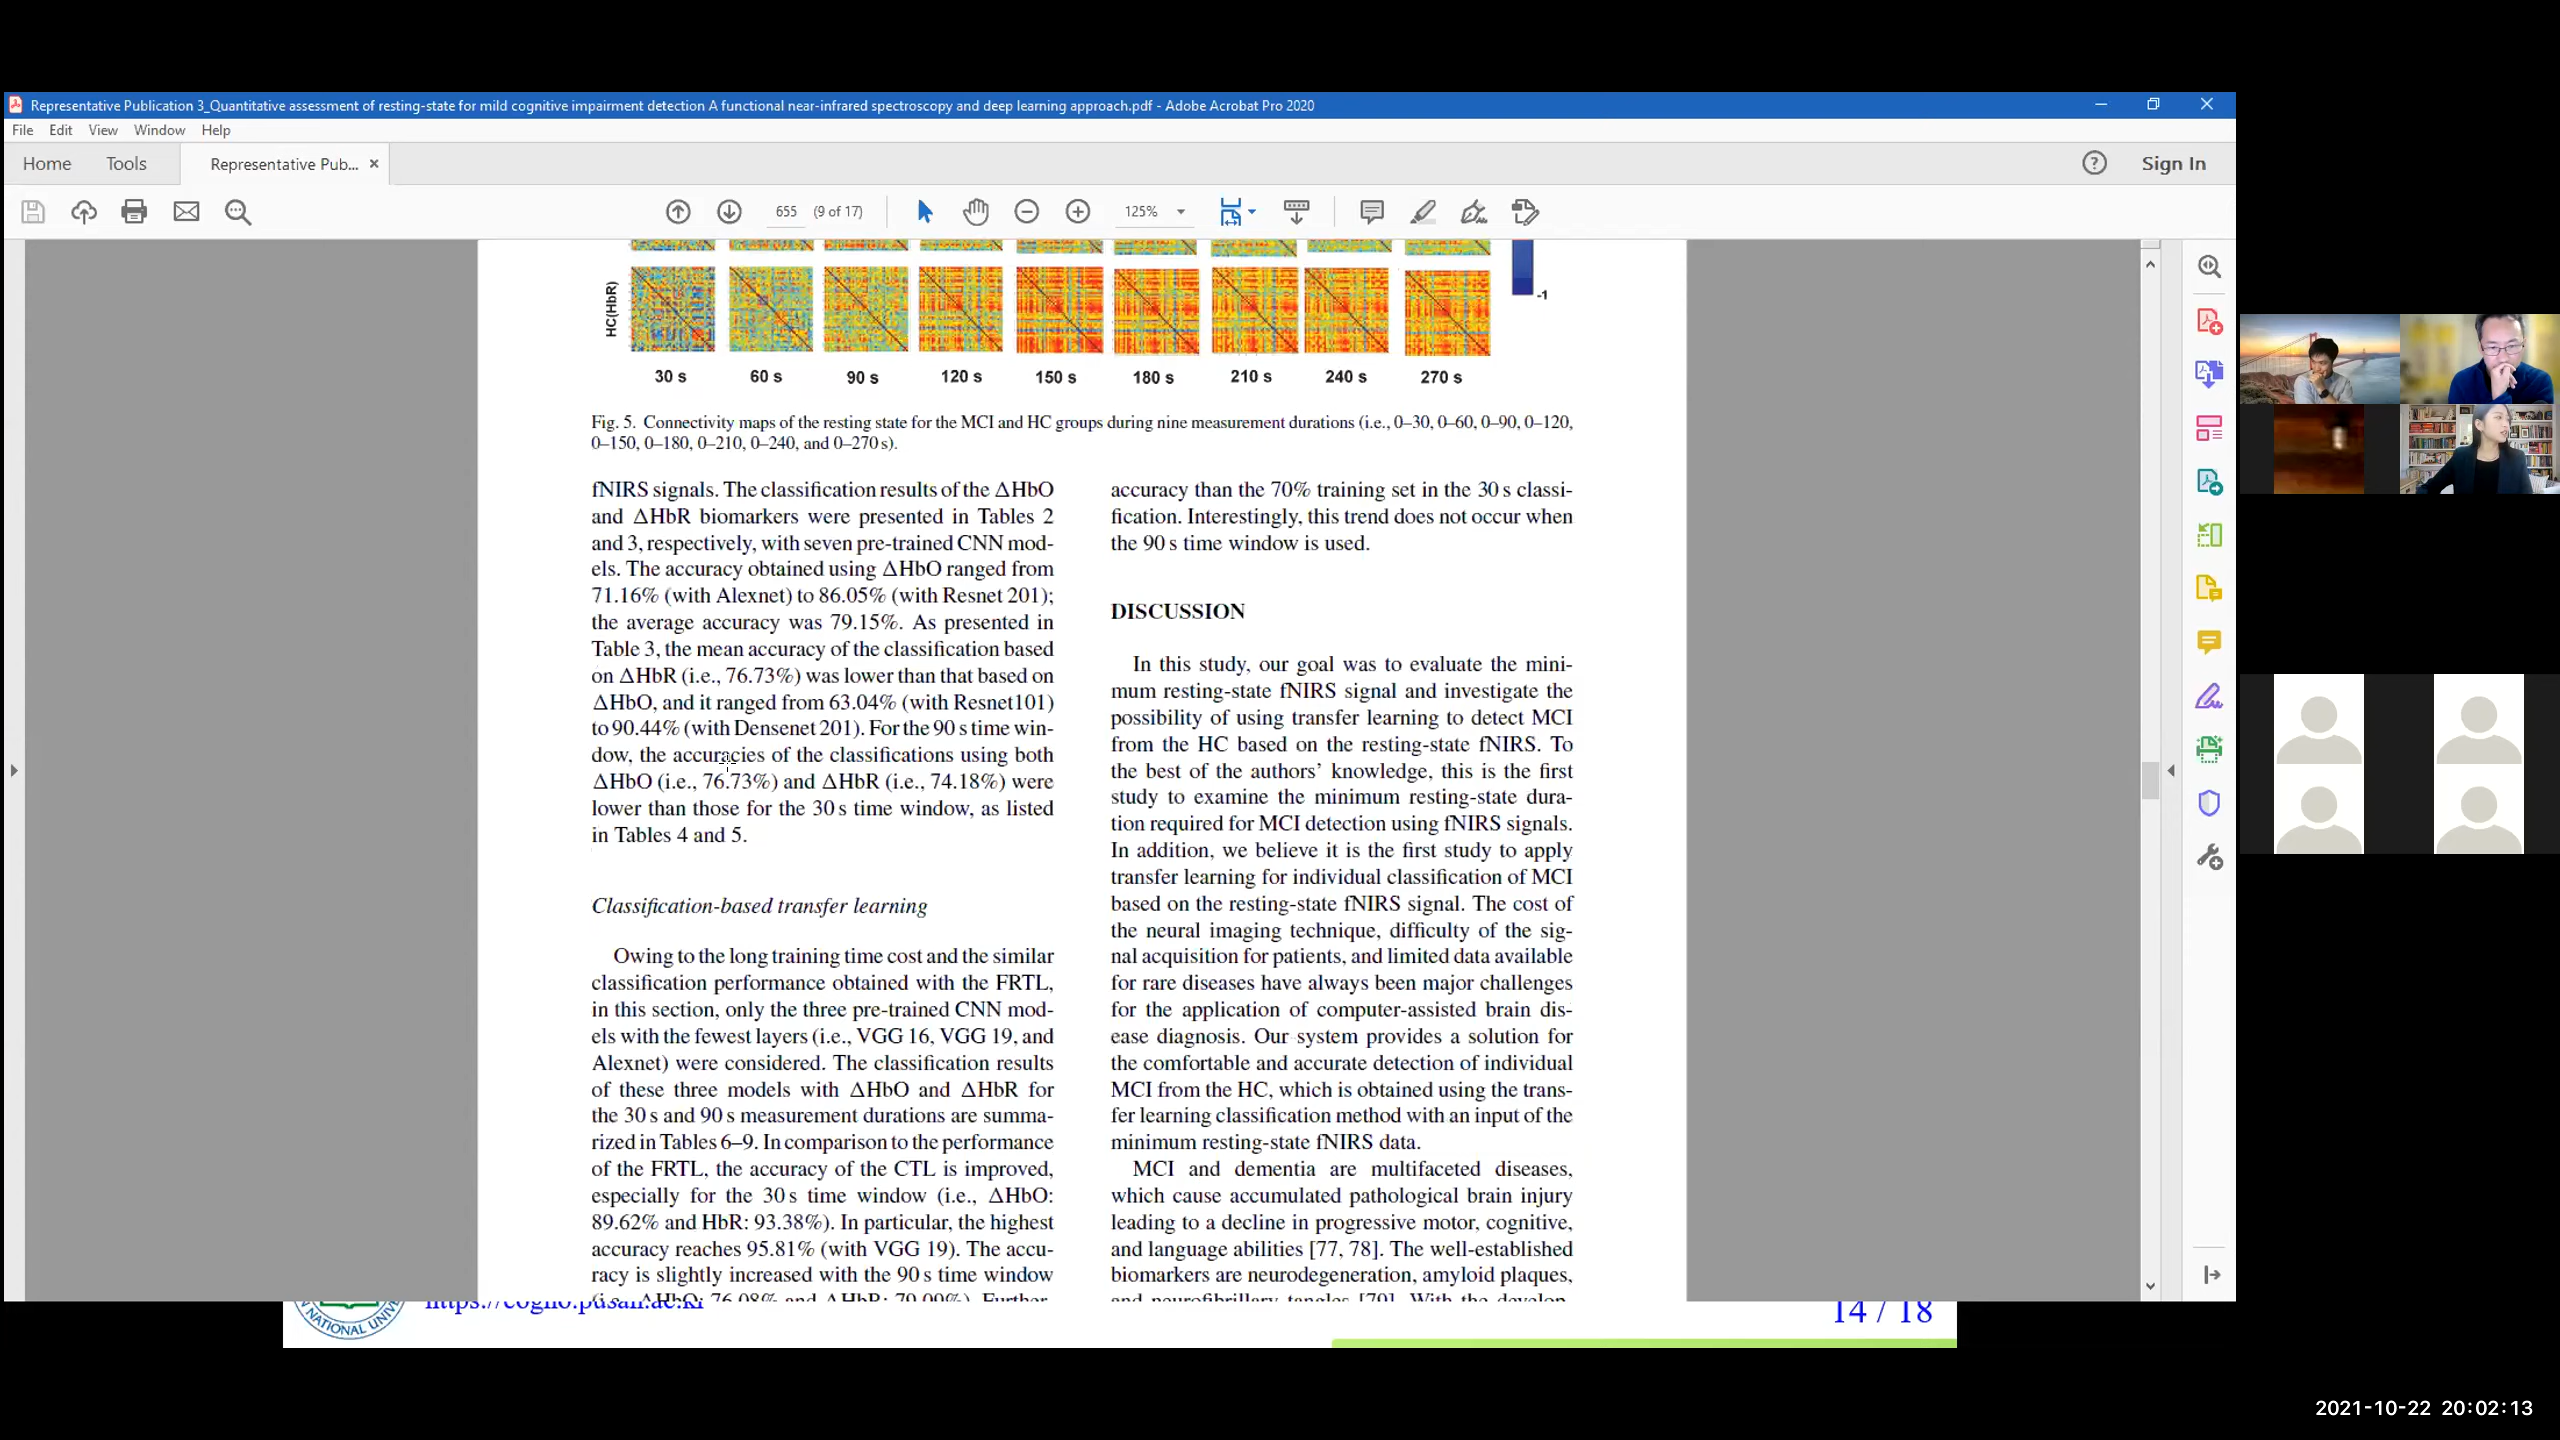 Representative Publication 3_Quantitative assessment of resting-state for mild cognitive impairment detection A functional near-infrared spectroscopy and deep learning approach.pdf - Adobe Acrobat Pro 2020
File Edit View Window Help
Home Tools Representative Pub... ×
Sign In
655 (9 of 17) 125%
HC(HbR)
-1
30 s 60 s 90 s 120 s 150 s 180 s 210 s 240 s 270 s
Fig. 5. Connectivity maps of the resting state for the MCI and HC groups during nine measurement durations (i.e., 0–30, 0–60, 0–90, 0–120,
0–150, 0–180, 0–210, 0–240, and 0–270 s).
fNIRS signals. The classification results of the ΔHbO
and ΔHbR biomarkers were presented in Tables 2
and 3, respectively, with seven pre-trained CNN mod-
els. The accuracy obtained using ΔHbO ranged from
71.16% (with Alexnet) to 86.05% (with Resnet 201);
the average accuracy was 79.15%. As presented in
Table 3, the mean accuracy of the classification based
on ΔHbR (i.e., 76.73%) was lower than that based on
ΔHbO, and it ranged from 63.04% (with Resnet101)
to 90.44% (with Densenet 201). For the 90 s time win-
dow, the accuracies of the classifications using both
ΔHbO (i.e., 76.73%) and ΔHbR (i.e., 74.18%) were
lower than those for the 30 s time window, as listed
in Tables 4 and 5.
Classification-based transfer learning
Owing to the long training time cost and the similar
classification performance obtained with the FRTL,
in this section, only the three pre-trained CNN mod-
els with the fewest layers (i.e., VGG 16, VGG 19, and
Alexnet) were considered. The classification results
of these three models with ΔHbO and ΔHbR for
the 30 s and 90 s measurement durations are summa-
rized in Tables 6–9. In comparison to the performance
of the FRTL, the accuracy of the CTL is improved,
especially for the 30 s time window (i.e., ΔHbO:
89.62% and HbR: 93.38%). In particular, the highest
accuracy reaches 95.81% (with VGG 19). The accu-
racy is slightly increased with the 90 s time window
(i.e., ΔHbO: 76.08% and ΔHbR: 79.09%). Further-
accuracy than the 70% training set in the 30 s classi-
fication. Interestingly, this trend does not occur when
the 90 s time window is used.
DISCUSSION
In this study, our goal was to evaluate the mini-
mum resting-state fNIRS signal and investigate the
possibility of using transfer learning to detect MCI
from the HC based on the resting-state fNIRS. To
the best of the authors’ knowledge, this is the first
study to examine the minimum resting-state dura-
tion required for MCI detection using fNIRS signals.
In addition, we believe it is the first study to apply
transfer learning for individual classification of MCI
based on the resting-state fNIRS signal. The cost of
the neural imaging technique, difficulty of the sig-
nal acquisition for patients, and limited data available
for rare diseases have always been major challenges
for the application of computer-assisted brain dis-
ease diagnosis. Our system provides a solution for
the comfortable and accurate detection of individual
MCI from the HC, which is obtained using the trans-
fer learning classification method with an input of the
minimum resting-state fNIRS data.
MCI and dementia are multifaceted diseases,
which cause accumulated pathological brain injury
leading to a decline in progressive motor, cognitive,
and language abilities [77, 78]. The well-established
biomarkers are neurodegeneration, amyloid plaques,
and neurofibrillary tangles [79]. With the develop-
NATIONAL
https://cogno.pusan.ac.kr
14 / 18
2021-10-22 20:02:13